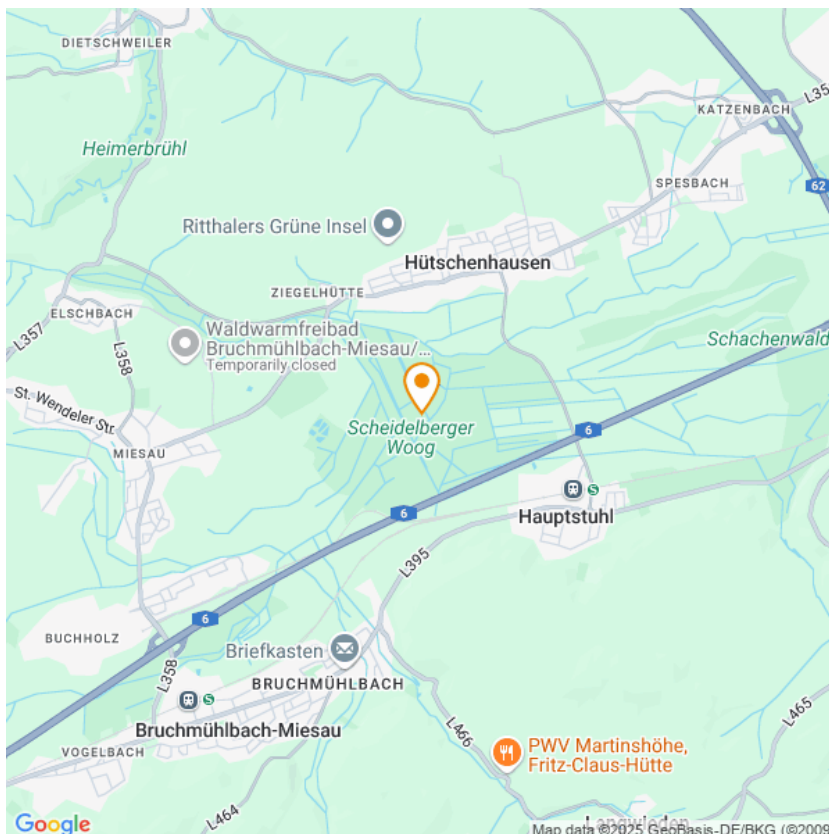 DIETSCHWEILER
KATZENBACH
L35
Heimerbrühl
SPESBACH
62
Ritthalers Grüne Insel
Hütschenhausen
ZIEGELHÜTTE
ELSCHBACH
L357
Waldwarmfreibad
Bruchmühlbach-Miesau/...
Temporarily closed
L358
Schachenwald
St. Wendeler Str.
Scheidelberger
Woog
6
MIESAU
S
Hauptstuhl
6
L395
6
BUCHHOLZ
Briefkasten
L358
BRUCHMÜHLBACH
S
Bruchmühlbach-Miesau
L465
L466
VOGELBACH
PWV Martinshöhe,
Fritz-Claus-Hütte
L464
Langwieden
Google
Map data ©2025 GeoBasis-DE/BKG (©2009